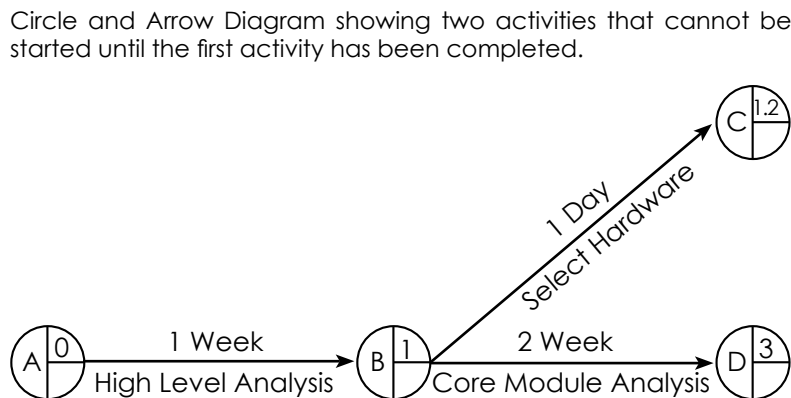 Circle and Arrow Diagram showing two activities that cannot be
started until the first activity has been completed.
C 1.2
1 Day
Select Hardware
A 0
1 Week
High Level Analysis
B 1
2 Week
Core Module Analysis
D 3